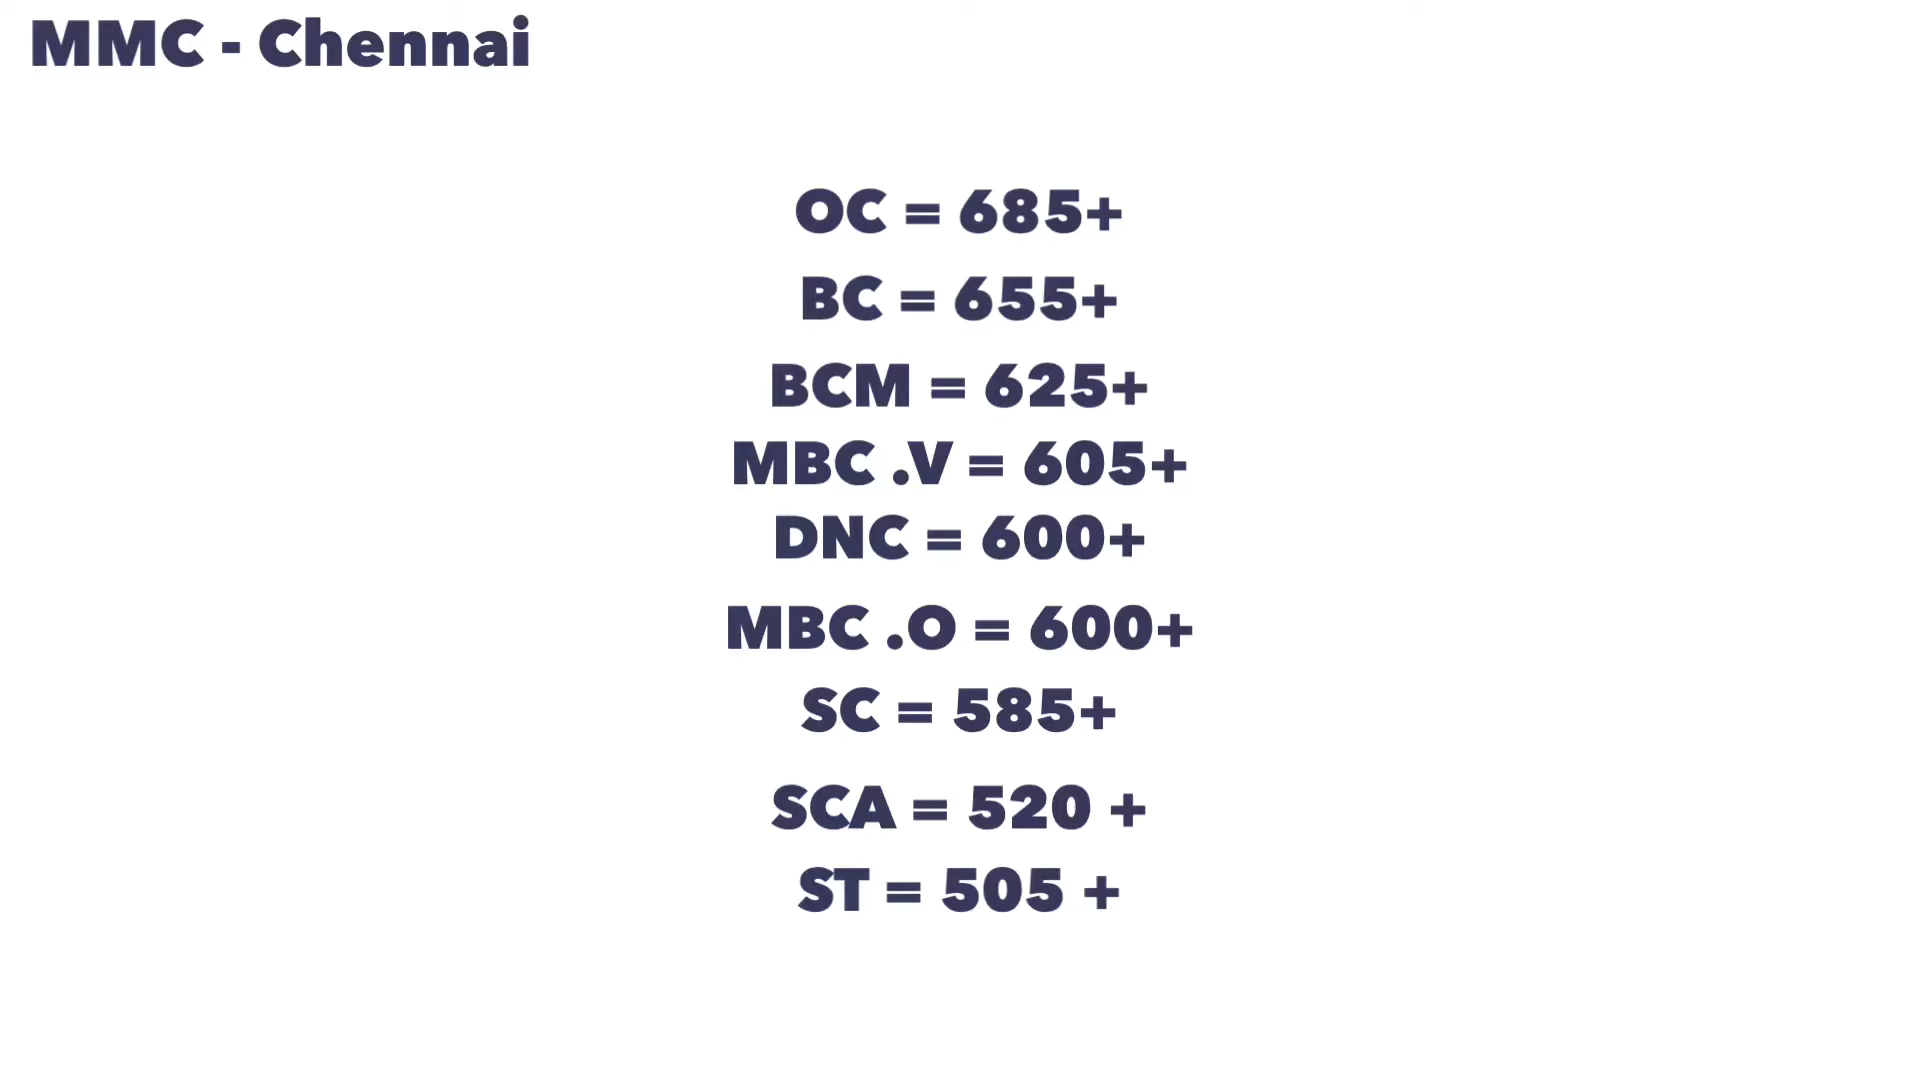 MMC - Chennai
OC = 685+
BC = 655+
BCM = 625+
MBC .V = 605+
DNC = 600+
MBC .O = 600+
SC = 585+
SCA = 520 +
ST = 505 +